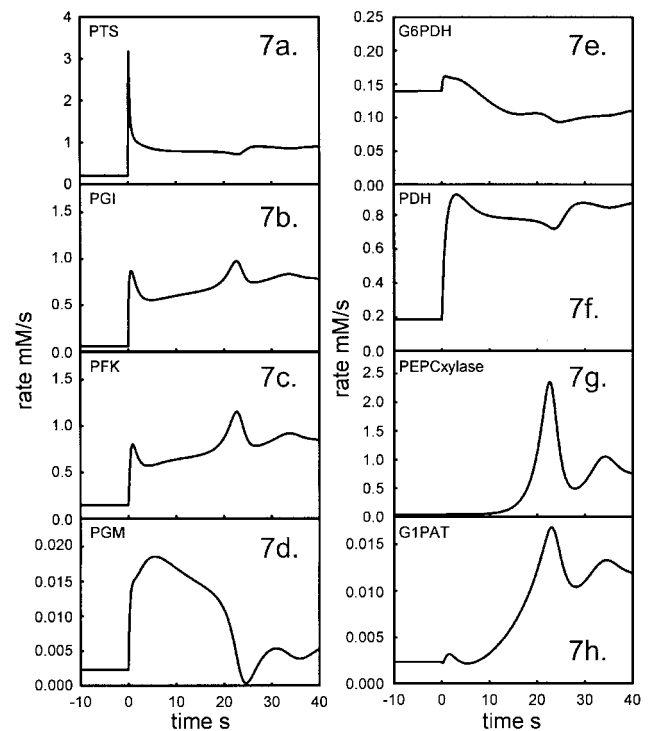 PTS
7a.
4
3
2
1
0
PGI
7b.
1.5
1.0
0.5
0.0
PFK
7c.
1.5
1.0
0.5
0.0
PGM
7d.
0.020
0.015
0.010
0.005
0.000
rate mM/s
rate mM/s
-10 0 10 20 30 40
time s
G6PDH
7e.
0.25
0.20
0.15
0.10
0.05
0.00
PDH
7f.
0.8
0.6
0.4
0.2
0.0
PEPCxylase
7g.
2.5
2.0
1.5
1.0
0.5
0.0
G1PAT
7h.
0.015
0.010
0.005
0.000
rate mM/s
rate mM/s
-10 0 10 20 30 40
time s